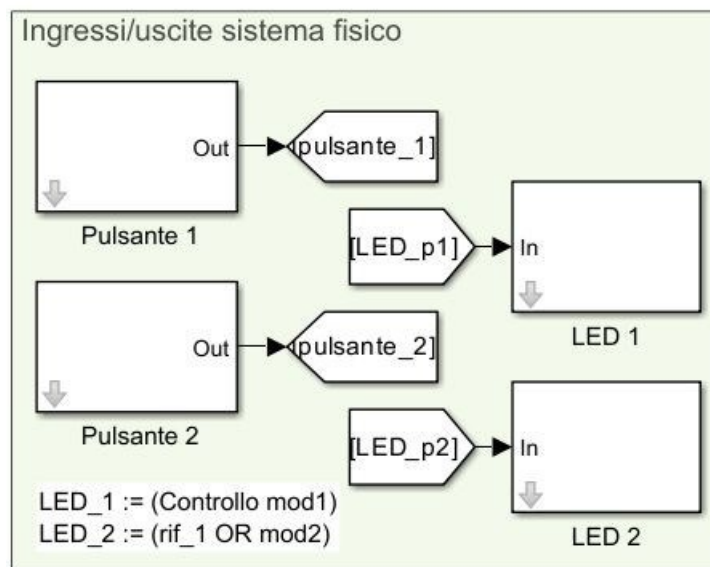 Ingressi/uscite sistema fisico
Out
[pulsante_1]
Pulsante 1
[LED_p1]
In
LED 1
Out
[pulsante_2]
Pulsante 2
[LED_p2]
In
LED 2
LED_1 := (Controllo mod1)
LED_2 := (rif_1 OR mod2)